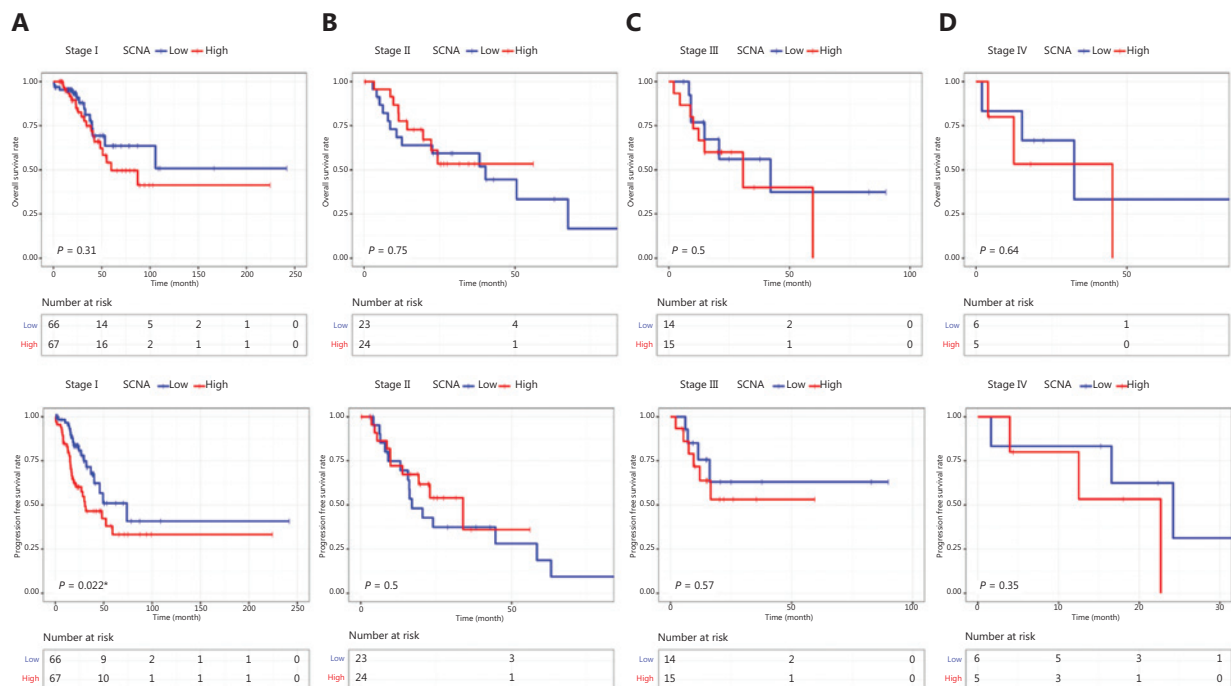 A
B
C
D
Stage I SCNA Low High
Stage II SCNA Low High
Stage III SCNA Low High
Stage IV SCNA Low High
Overall survival rate
1.00
0.75
0.50
0.25
0.00
P = 0.31
0 50 100 150 200 250
Time (month)
Overall survival rate
1.00
0.75
0.50
0.25
0.00
P = 0.75
0 50
Time (month)
Overall survival rate
1.00
0.75
0.50
0.25
0.00
P = 0.5
0 50 100
Time (month)
Overall survival rate
1.00
0.75
0.50
0.25
0.00
P = 0.64
0 50
Time (month)
Number at risk
Low 66 14 5 2 1 0
High 67 16 2 1 1 0
Number at risk
Low 23 4
High 24 1
Number at risk
Low 14 2 0
High 15 1 0
Number at risk
Low 6 1
High 5 0
Stage I SCNA Low High
Stage II SCNA Low High
Stage III SCNA Low High
Stage IV SCNA Low High
Progression free survival rate
1.00
0.75
0.50
0.25
0.00
P = 0.022*
0 50 100 150 200 250
Time (month)
Progression free survival rate
1.00
0.75
0.50
0.25
0.00
P = 0.5
0 50
Time (month)
Progression free survival rate
1.00
0.75
0.50
0.25
0.00
P = 0.57
0 50 100
Time (month)
Progression free survival rate
1.00
0.75
0.50
0.25
0.00
P = 0.35
0 10 20 30
Time (month)
Number at risk
Low 66 9 2 1 1 0
High 67 10 1 1 1 0
Number at risk
Low 23 3
High 24 1
Number at risk
Low 14 2 0
High 15 1 0
Number at risk
Low 6 5 3 1
High 5 3 1 0